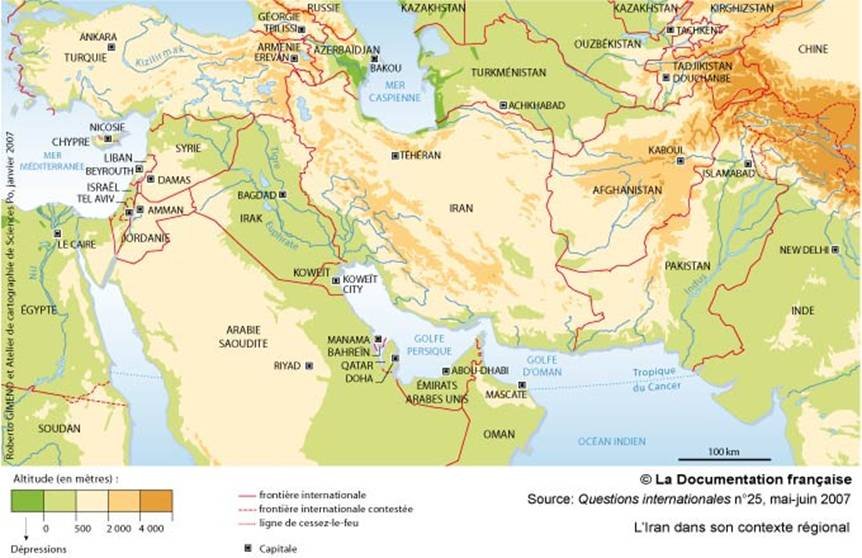 RUSSIE
KAZAKHSTAN
KAZAKHSTAN
KIRGHIZSTAN
GÉORGIE
TBILISSI
ANKARA
TURQUIE
Kizilirmak
ARMÉNIE
EREVAN
AZERBAÏDJAN
BAKOU
MER
CASPIENNE
OUZBÉKISTAN
TACHKENT
CHINE
TURKMÉNISTAN
TADJIKISTAN
DOUCHANBE
ACHKHABAD
NICOSIE
CHYPRE
MER
MÉDITERRANÉE
LIBAN
BEYROUTH
SYRIE
DAMAS
ISRAËL
TEL AVIV
AMMAN
JORDANIE
Tigre
BAGDAD
IRAK
Euphrate
TÉHÉRAN
IRAN
KABOUL
AFGHANISTAN
ISLAMABAD
LE CAIRE
Nil
ÉGYPTE
KOWEÏT
KOWEÏT
CITY
PAKISTAN
Indus
NEW DELHI
INDE
ARABIE
SAOUDITE
RIYAD
MANAMA
BAHREÏN
QATAR
DOHA
GOLFE
PERSIQUE
ABOU-DHABI
ÉMIRATS
ARABES UNIS
GOLFE
D'OMAN
MASCATE
OMAN
Tropique
du Cancer
SOUDAN
OCÉAN INDIEN
100 km
Roberto GIMENO et Atelier de cartographie de Sciences Po, janvier 2007
Altitude (en mètres) :
0 500 2 000 4 000
Dépressions
frontière internationale
frontière internationale contestée
ligne de cessez-le-feu
Capitale
© La Documentation française
Source: Questions internationales n°25, mai-juin 2007
L'Iran dans son contexte régional